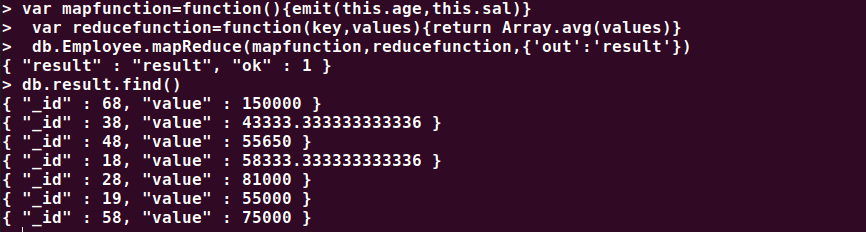 > var mapfunction=function(){emit(this.age,this.sal)}
>  var reducefunction=function(key,values){return Array.avg(values)}
>  db.Employee.mapReduce(mapfunction,reducefunction,{'out':'result'})
{ "result" : "result", "ok" : 1 }
> db.result.find()
{ "_id" : 68, "value" : 150000 }
{ "_id" : 38, "value" : 43333.333333333336 }
{ "_id" : 48, "value" : 55650 }
{ "_id" : 18, "value" : 58333.333333333336 }
{ "_id" : 28, "value" : 81000 }
{ "_id" : 19, "value" : 55000 }
{ "_id" : 58, "value" : 75000 }